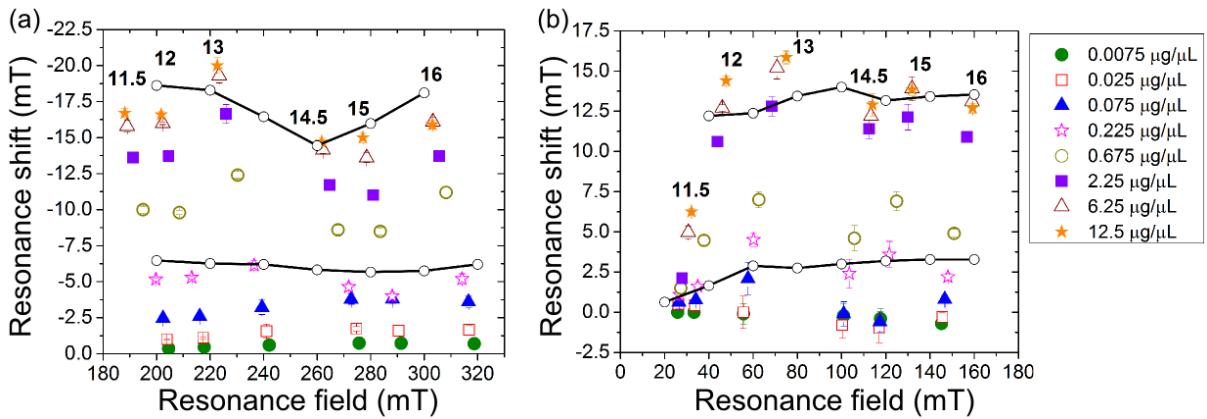 (a)
-22.5
-20.0
-17.5
-15.0
-12.5
-10.0
-7.5
-5.0
-2.5
0.0
Resonance shift (mT)
11.5
12
13
14.5
15
16
180 200 220 240 260 280 300 320
Resonance field (mT)
(b)
17.5
15.0
12.5
10.0
7.5
5.0
2.5
0.0
-2.5
Resonance shift (mT)
11.5
12
13
14.5
15
16
0 20 40 60 80 100 120 140 160 180
Resonance field (mT)
0.0075 μg/μL
0.025 μg/μL
0.075 μg/μL
0.225 μg/μL
0.675 μg/μL
2.25 μg/μL
6.25 μg/μL
12.5 μg/μL